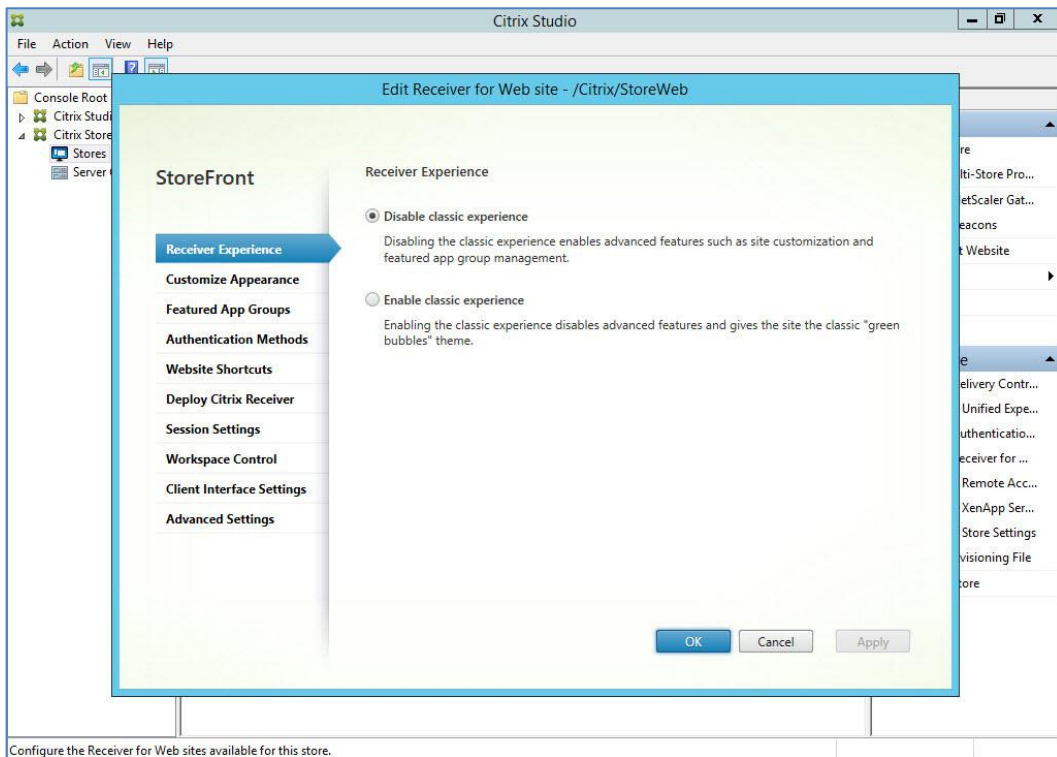 Citrix Studio
File Action View Help
Edit Receiver for Web site - /Citrix/StoreWeb
Console Root
Citrix Studi
Citrix Store
Stores
Server
StoreFront
Receiver Experience
Customize Appearance
Featured App Groups
Authentication Methods
Website Shortcuts
Deploy Citrix Receiver
Session Settings
Workspace Control
Client Interface Settings
Advanced Settings
Receiver Experience
Disable classic experience
Disabling the classic experience enables advanced features such as site customization and
featured app group management.
Enable classic experience
Enabling the classic experience disables advanced features and gives the site the classic "green
bubbles" theme.
OK Cancel Apply
re
lti-Store Pro...
etScaler Gat...
eacons
t Website
e
elivery Contr...
Unified Expe...
uthenticatio...
eceiver for ...
Remote Acc...
XenApp Ser...
Store Settings
visioning File
tore
Configure the Receiver for Web sites available for this store.